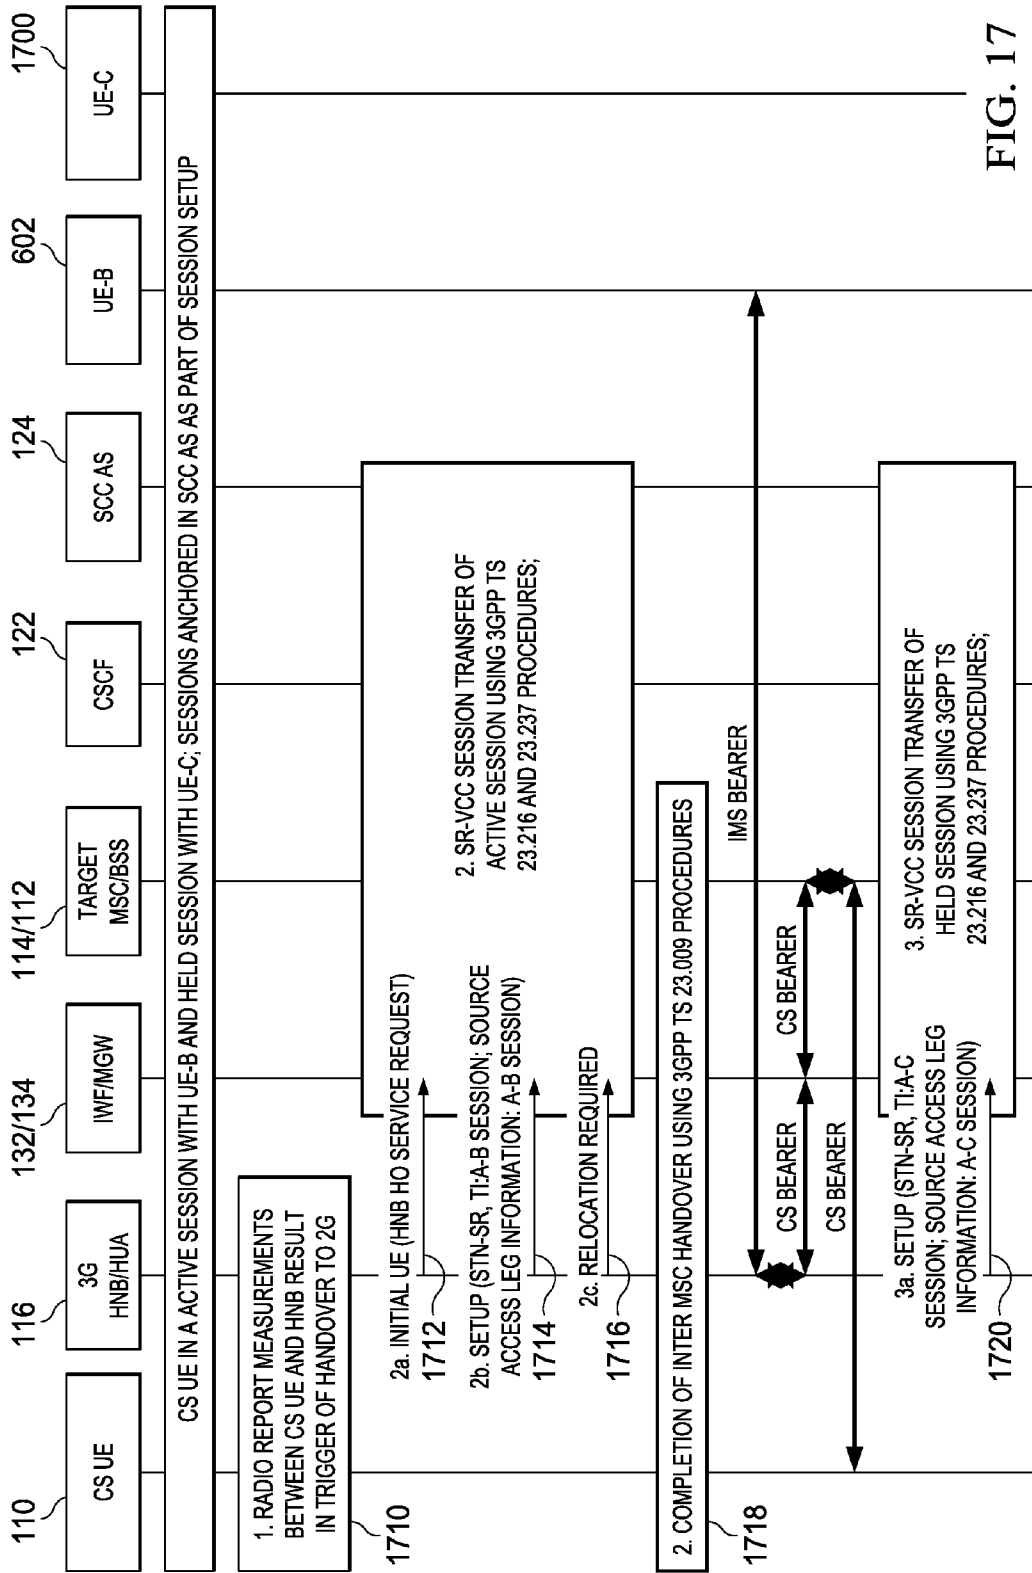 110
116
132/134
114/112
122
124
602
1700
CS UE
3G
HNB/HUA
IWF/MGW
TARGET
MSC/BSS
CSCF
SCC AS
UE-B
UE-C
CS UE IN A ACTIVE SESSION WITH UE-B AND HELD SESSION WITH UE-C; SESSIONS ANCHORED IN SCC AS AS PART OF SESSION SETUP
1. RADIO REPORT MEASUREMENTS
BETWEEN CS UE AND HNB RESULT
IN TRIGGER OF HANDOVER TO 2G
1710
2a. INITIAL UE (HNB HO SERVICE REQUEST)
1712
2b. SETUP (STN-SR, TI:A-B SESSION; SOURCE
ACCESS LEG INFORMATION: A-B SESSION)
1714
2c. RELOCATION REQUIRED
1716
2. SR-VCC SESSION TRANSFER OF
ACTIVE SESSION USING 3GPP TS
23.216 AND 23.237 PROCEDURES;
2. COMPLETION OF INTER MSC HANDOVER USING 3GPP TS 23.009 PROCEDURES
1718
IMS BEARER
CS BEARER
CS BEARER
CS BEARER
3a. SETUP (STN-SR, TI:A-C
SESSION; SOURCE ACCESS LEG
INFORMATION: A-C SESSION)
1720
3. SR-VCC SESSION TRANSFER OF
HELD SESSION USING 3GPP TS
23.216 AND 23.237 PROCEDURES;
FIG. 17